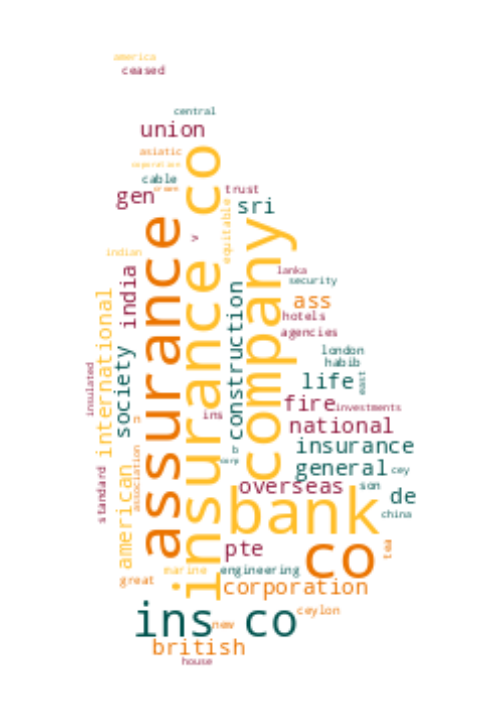 america
ceased
central
union
asiatic
corporation
cable
gen
trust
sri
equitable
assurance
insurance co
company
indian
india
lanka
security
international
society
construction
ass
hotels
agencies
london
habib
life
east
insulated
fire
investments
ins
national
insurance
b
general
cey
standard
association
american
overseas
son
bank
de
china
pte
co
tea
marine
engineering
great
corporation
ins co
ceylon
new
british
house